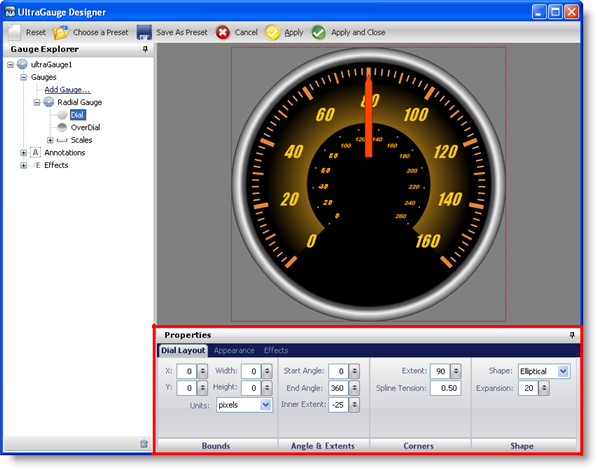 UltraGauge Designer
Reset Choose a Preset Save As Preset Cancel Apply Apply and Close
Gauge Explorer
ultraGauge1
Gauges
Add Gauge...
Radial Gauge
Dial
OverDial
Scales
A Annotations
E Effects
0 20 40 60 80 100 120 140 160
0 20 40 60 80 100 120 140 160 180 200 220 240 260
Properties
Dial Layout Appearance Effects
X: 0 Width: 0 Start Angle: 0 Extent: 90 Shape: Elliptical
Y: 0 Height: 0 End Angle: 360 Spline Tension: 0.50 Expansion: 20
Units: pixels Inner Extent: -25
Bounds Angle & Extents Corners Shape